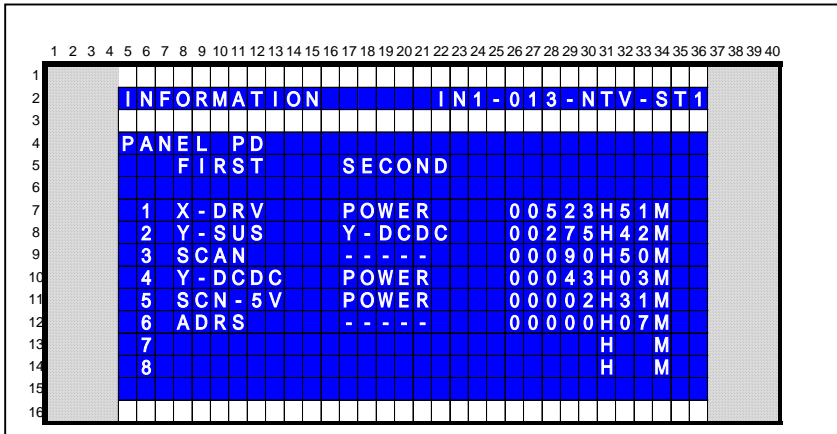 1 2 3 4 5 6 7 8 9 10 11 12 13 14 15 16 17 18 19 20 21 22 23 24 25 26 27 28 29 30 31 32 33 34 35 36 37 38 39 40
1
2 INFORMATION IN1-013-NTV-ST1
3
4 PANEL PD
5 FIRST SECOND
6
7 1 X-DRV POWER 00523H51M
8 2 Y-SUS Y-DCDC 00275H42M
9 3 SCAN ----- 00090H50M
10 4 Y-DCDC POWER 00043H03M
11 5 SCN-5V POWER 00002H31M
12 6 ADRS ----- 00000H07M
13 7 H M
14 8 H M
15
16